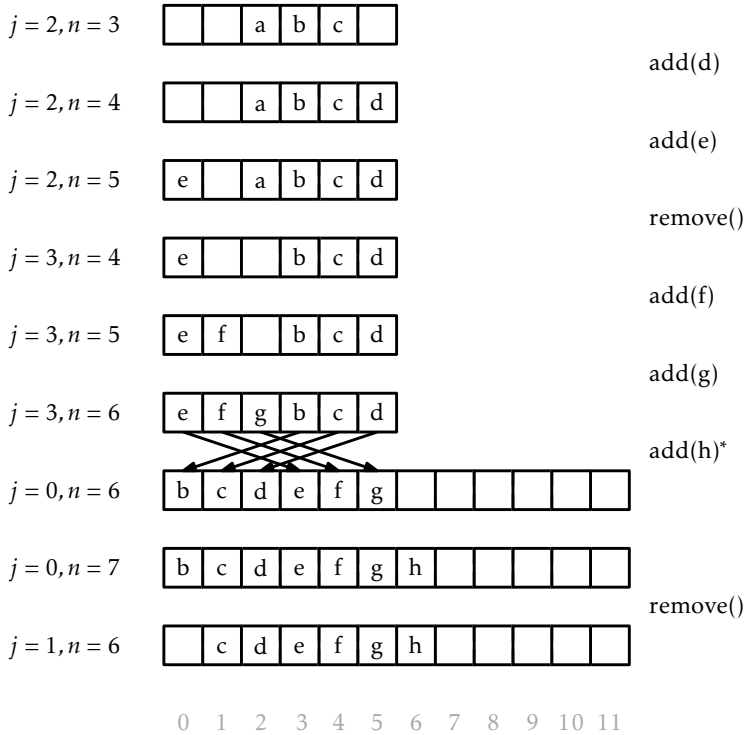 j = 2, n = 3 a b c
add(d)
j = 2, n = 4 a b c d
add(e)
j = 2, n = 5 e a b c d
remove()
j = 3, n = 4 e b c d
add(f)
j = 3, n = 5 e f b c d
add(g)
j = 3, n = 6 e f g b c d
add(h)*
j = 0, n = 6 b c d e f g
j = 0, n = 7 b c d e f g h
remove()
j = 1, n = 6 c d e f g h
0 1 2 3 4 5 6 7 8 9 10 11